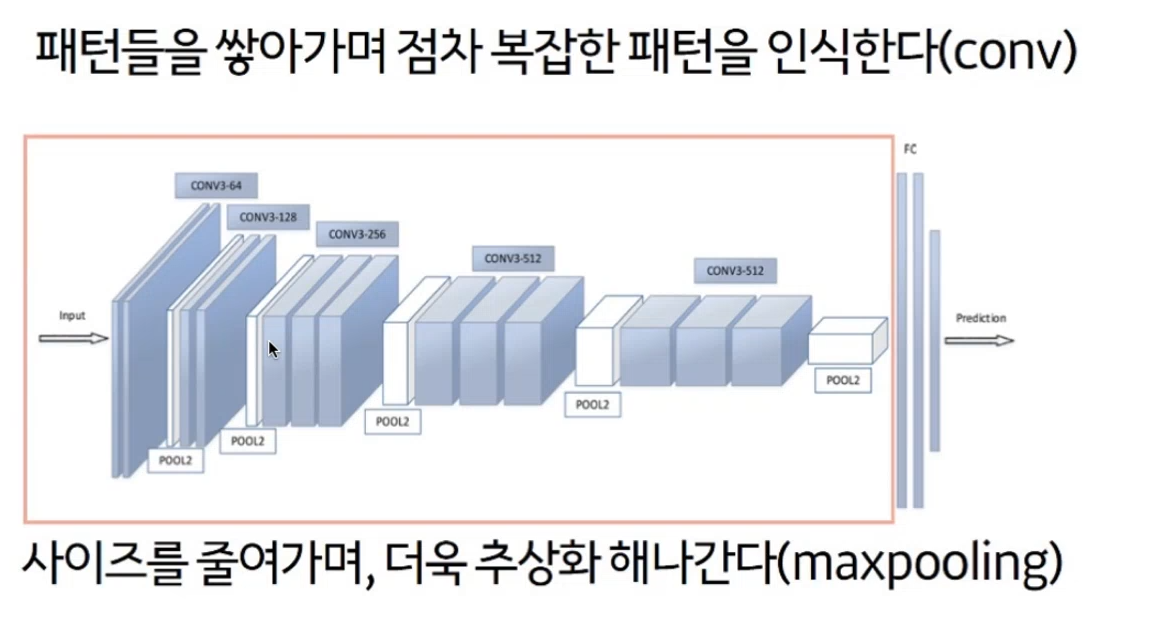 패턴들을 쌓아가며 점차 복잡한 패턴을 인식한다(conv)
FC
CONV3-64
CONV3-128
CONV3-256
CONV3-512
CONV3-512
Input
Prediction
POOL2
POOL2
POOL2
POOL2
POOL2
사이즈를 줄여가며, 더욱 추상화 해나간다(maxpooling)